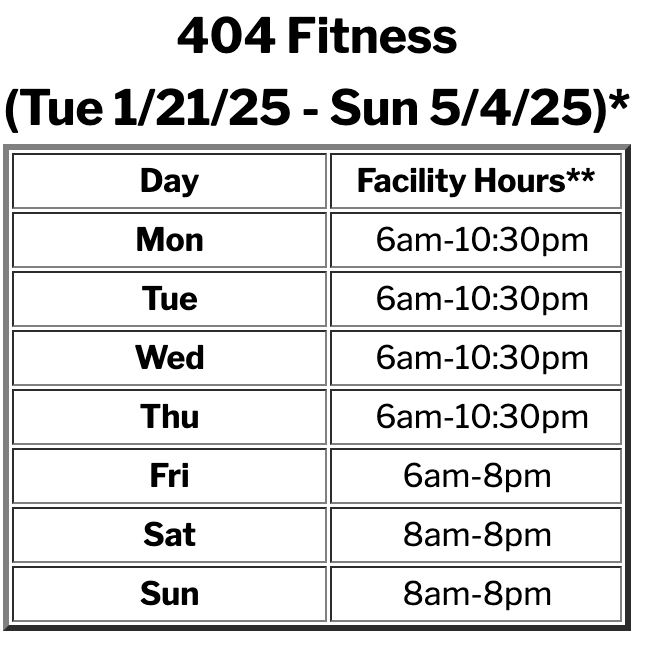 404 Fitness
(Tue 1/21/25 - Sun 5/4/25)*
Day Facility Hours**
Mon 6am-10:30pm
Tue 6am-10:30pm
Wed 6am-10:30pm
Thu 6am-10:30pm
Fri 6am-8pm
Sat 8am-8pm
Sun 8am-8pm